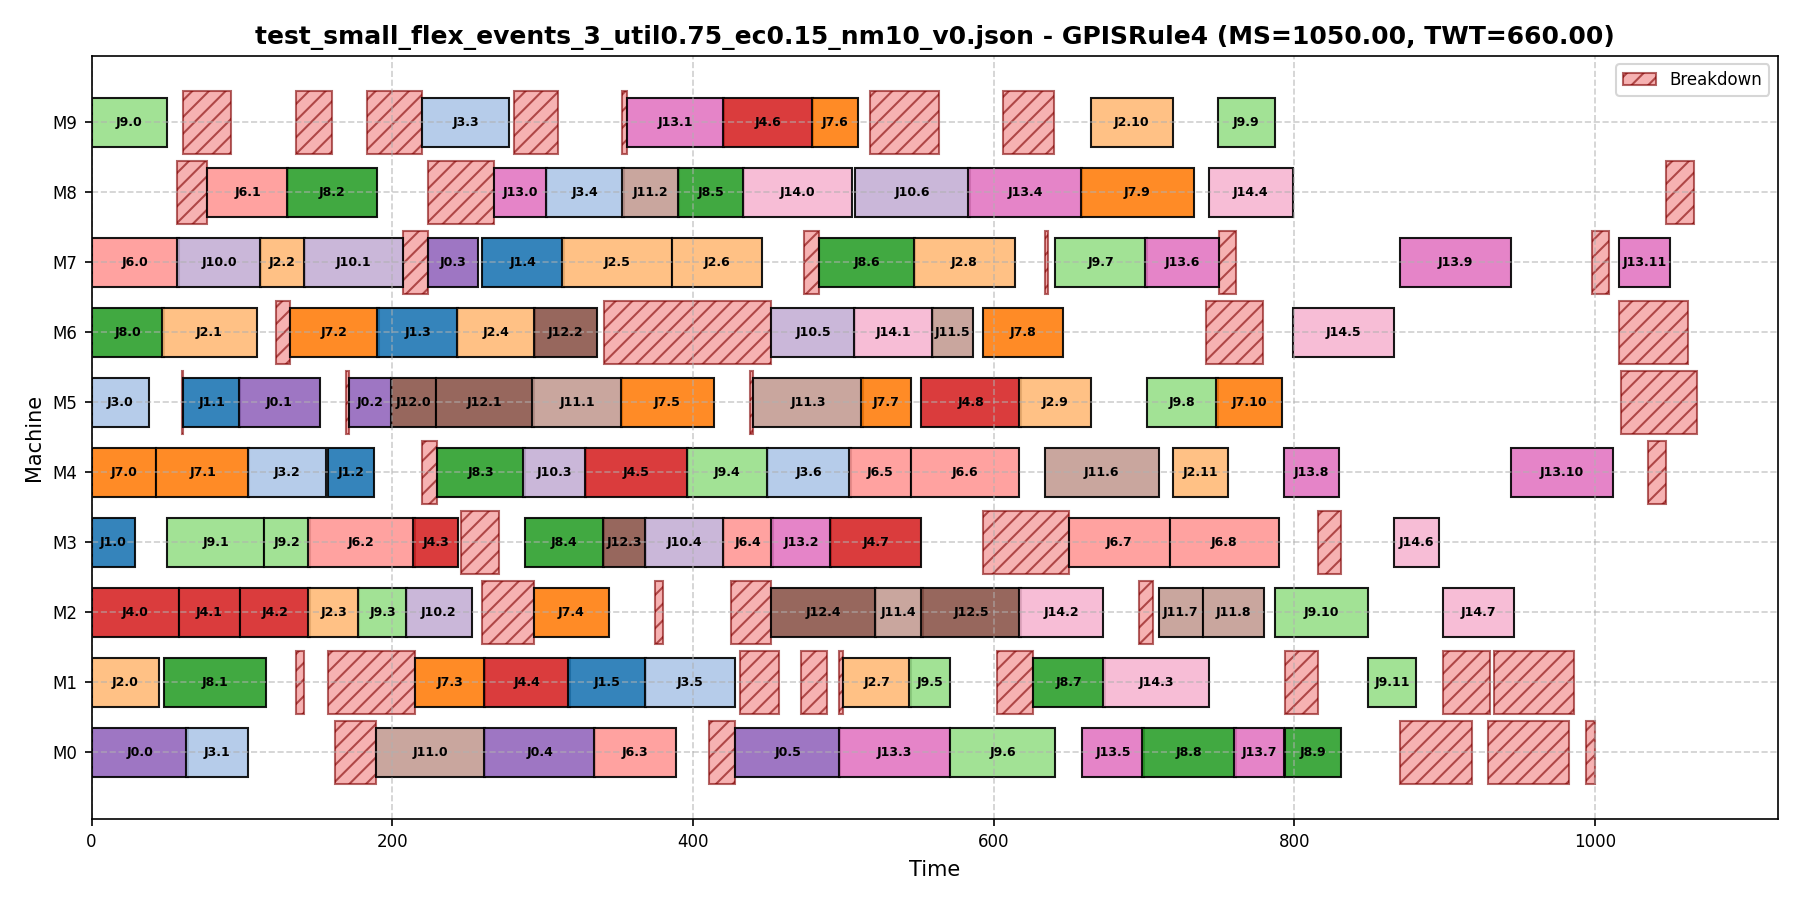 test_small_flex_events_3_util0.75_ec0.15_nm10_v0.json - GPISRule4 (MS=1050.00, TWT=660.00)
Breakdown
M9 J9.0 J3.3 J13.1 J4.6 J7.6 J2.10 J9.9
M8 J6.1 J8.2 J13.0 J3.4 J11.2 J8.5 J14.0 J10.6 J13.4 J7.9 J14.4
M7 J6.0 J10.0 J2.2 J10.1 J0.3 J1.4 J2.5 J2.6 J8.6 J2.8 J9.7 J13.6 J13.9 J13.11
M6 J8.0 J2.1 J7.2 J1.3 J2.4 J12.2 J10.5 J14.1 J11.5 J7.8 J14.5
M5 J3.0 J1.1 J0.1 J0.2 J12.0 J12.1 J11.1 J7.5 J11.3 J7.7 J4.8 J2.9 J9.8 J7.10
M4 J7.0 J7.1 J3.2 J1.2 J8.3 J10.3 J4.5 J9.4 J3.6 J6.5 J6.6 J11.6 J2.11 J13.8 J13.10
M3 J1.0 J9.1 J9.2 J6.2 J4.3 J8.4 J12.3 J10.4 J6.4 J13.2 J4.7 J6.7 J6.8 J14.6
M2 J4.0 J4.1 J4.2 J2.3 J9.3 J10.2 J7.4 J12.4 J11.4 J12.5 J14.2 J11.7 J11.8 J9.10 J14.7
M1 J2.0 J8.1 J7.3 J4.4 J1.5 J3.5 J2.7 J9.5 J8.7 J14.3 J9.11
M0 J0.0 J3.1 J11.0 J0.4 J6.3 J0.5 J13.3 J9.6 J13.5 J8.8 J13.7 J8.9
Machine
0 200 400 600 800 1000
Time